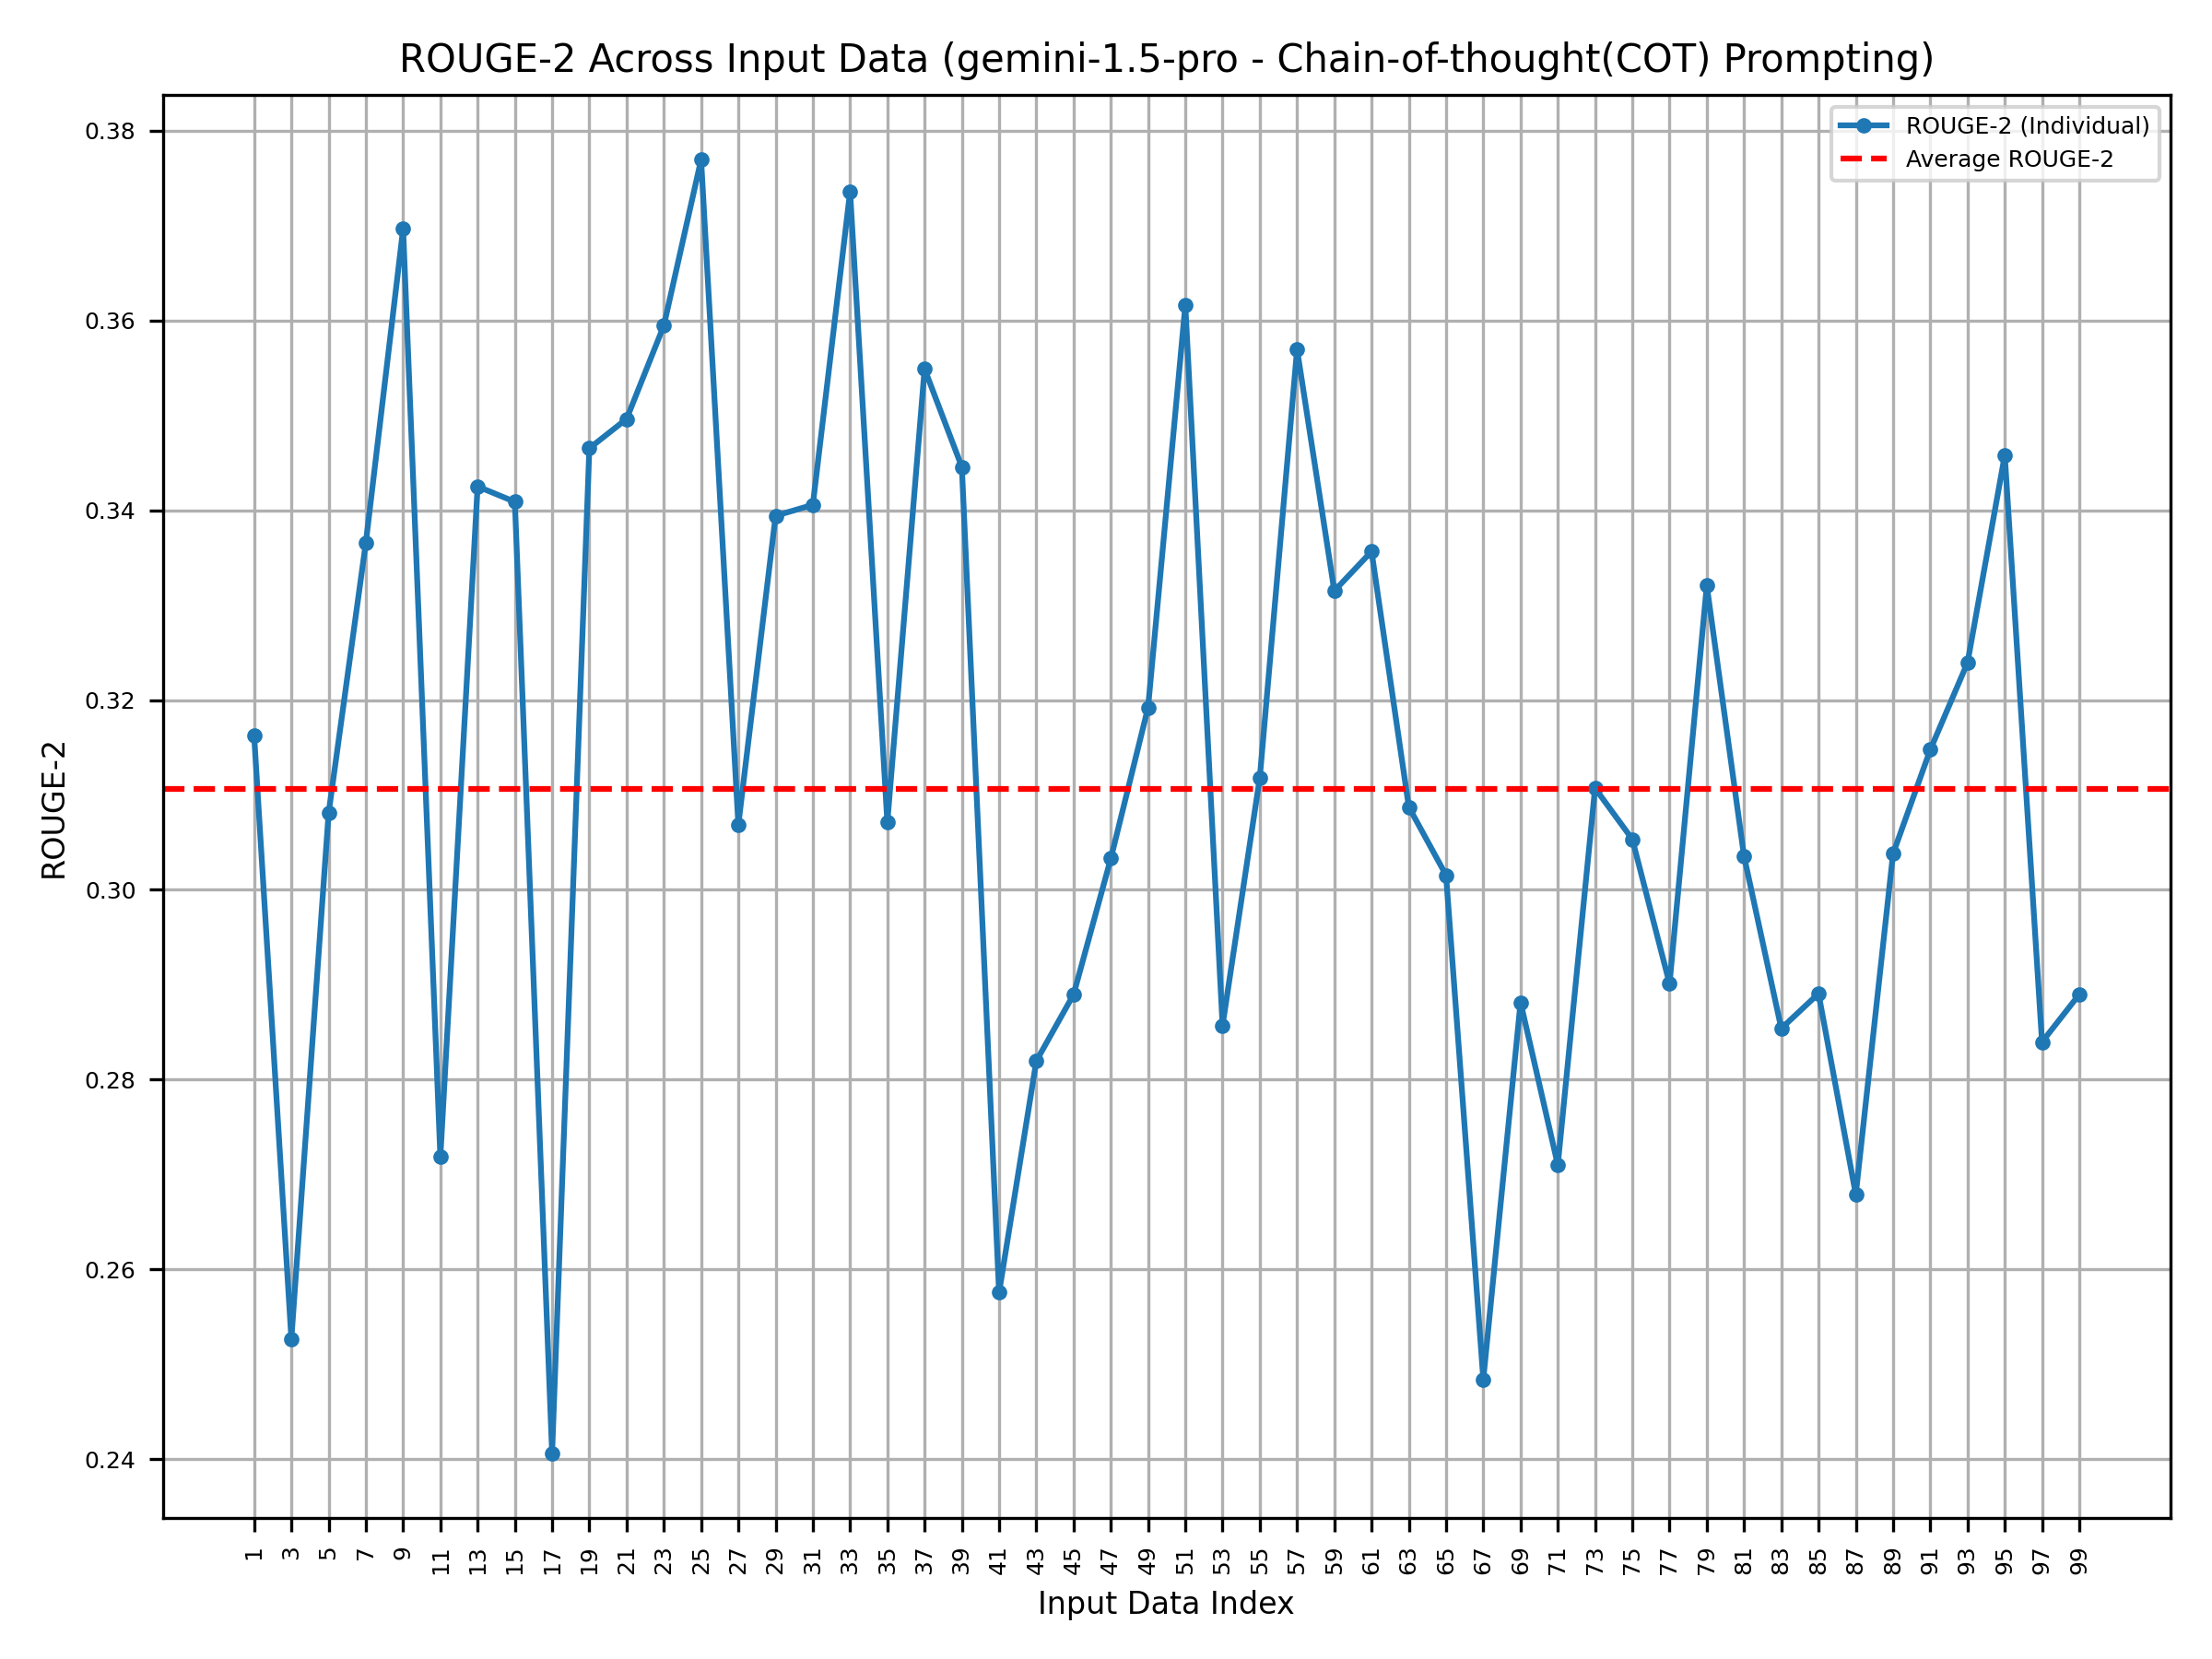 ROUGE-2 Across Input Data (gemini-1.5-pro - Chain-of-thought(COT) Prompting)
ROUGE-2 (Individual)
Average ROUGE-2
0.38
0.36
0.34
0.32
0.30
0.28
0.26
0.24
ROUGE-2
1 3 5 7 9 11 13 15 17 19 21 23 25 27 29 31 33 35 37 39 41 43 45 47 49 51 53 55 57 59 61 63 65 67 69 71 73 75 77 79 81 83 85 87 89 91 93 95 97 99
Input Data Index